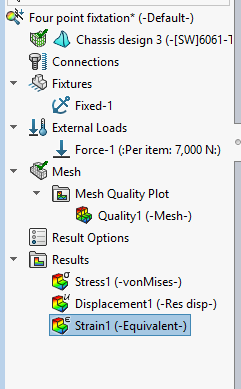 Four point fixtation* (-Default-)
Chassis design 3 (-[SW]6061-T
Connections
Fixtures
Fixed-1
External Loads
Force-1 (:Per item: 7,000 N:)
Mesh
Mesh Quality Plot
Quality1 (-Mesh-)
Result Options
Results
Stress1 (-vonMises-)
Displacement1 (-Res disp-)
Strain1 (-Equivalent-)